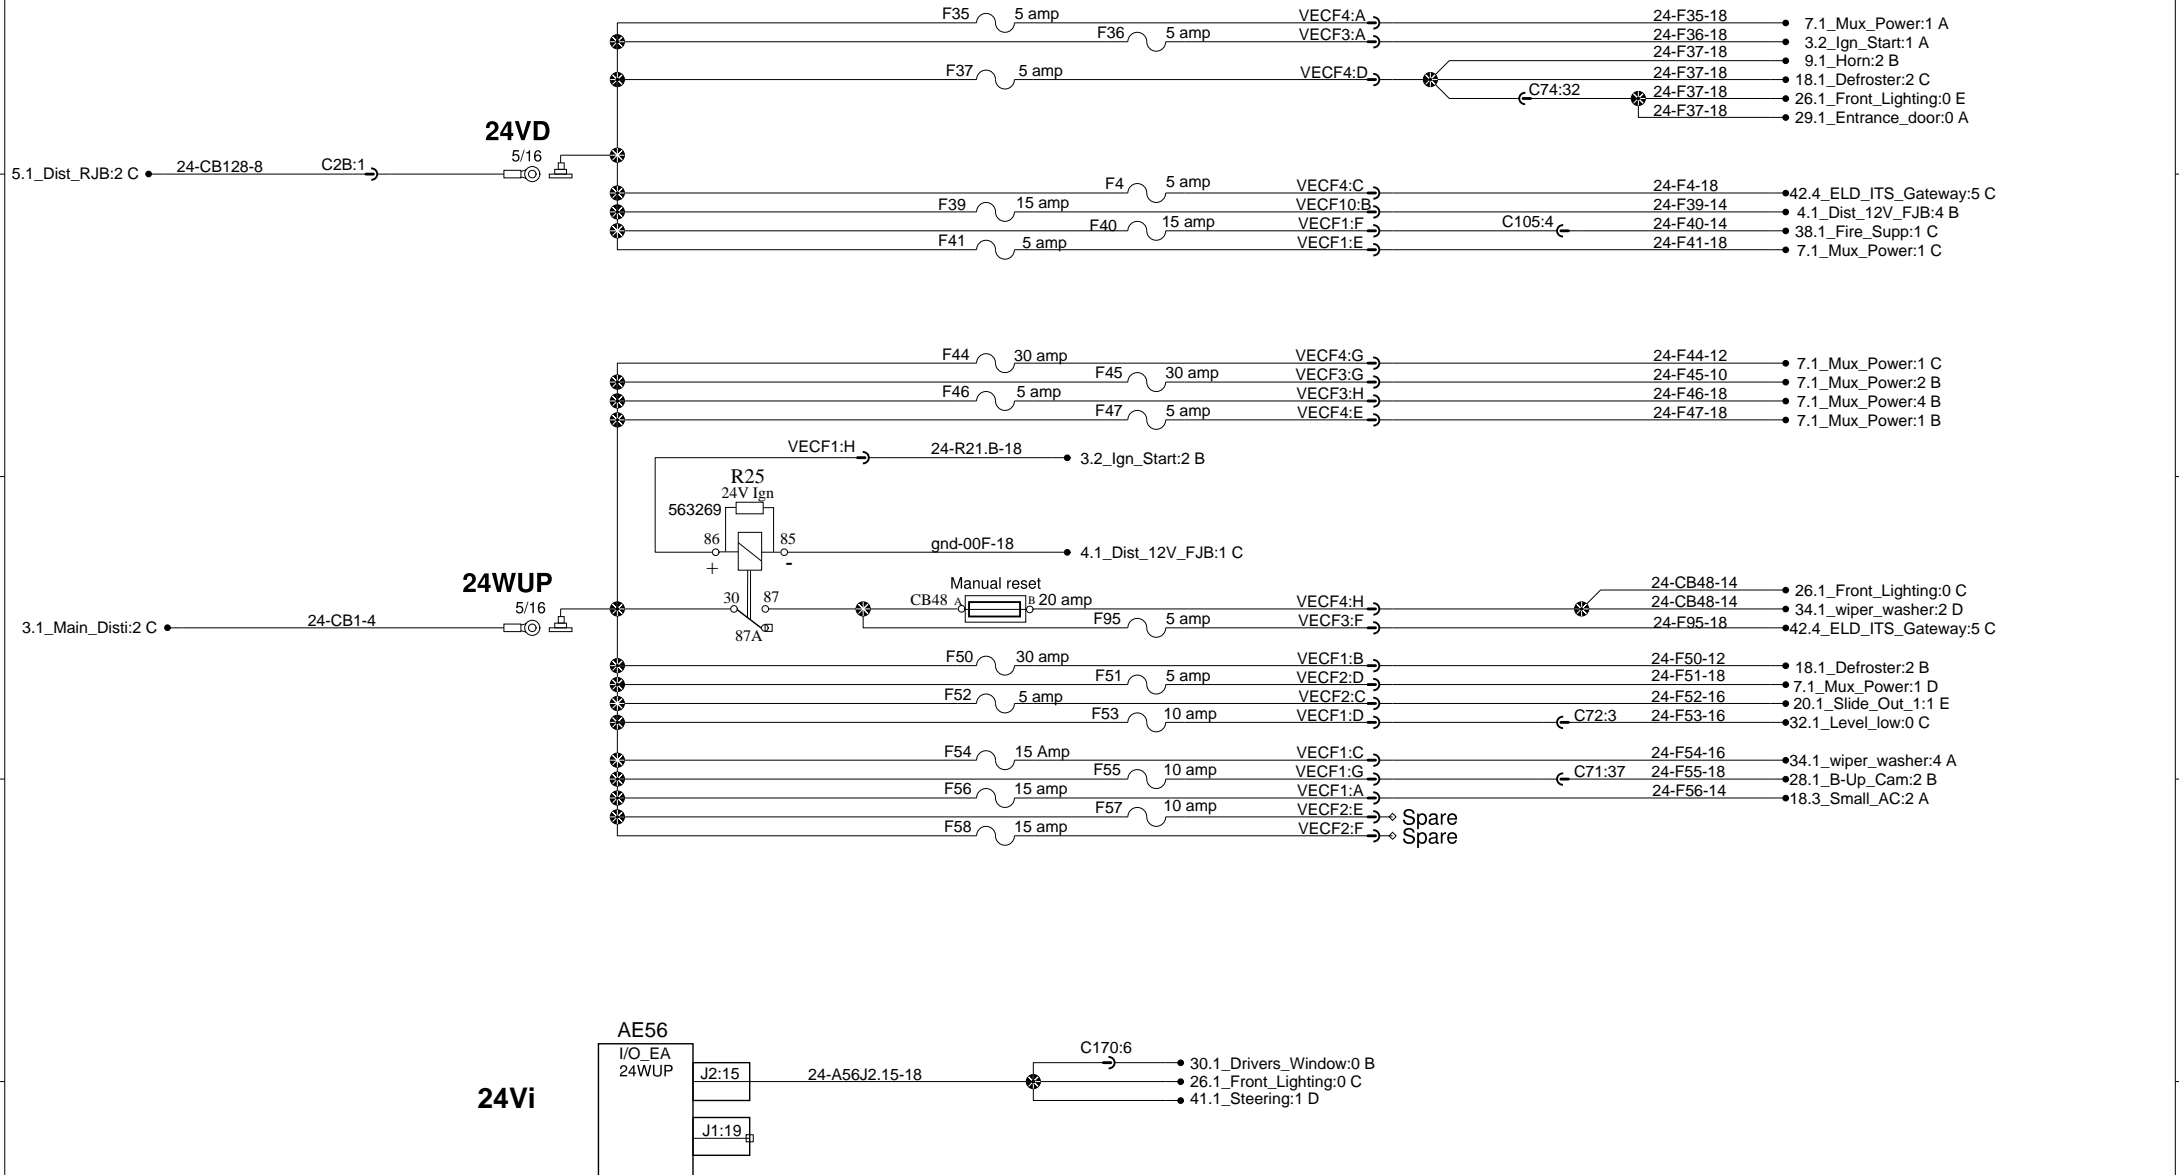 F35 5 amp VECF4:A 24-F35-18 7.1_Mux_Power:1 A
F36 5 amp VECF3:A 24-F36-18 3.2_Ign_Start:1 A
24-F37-18 9.1_Horn:2 B
F37 5 amp VECF4:D 24-F37-18 18.1_Defroster:2 C
C74:32 24-F37-18 26.1_Front_Lighting:0 E
24-F37-18 29.1_Entrance_door:0 A
24VD
5/16
5.1_Dist_RJB:2 C 24-CB128-8 C2B:1
F4 5 amp VECF4:C 24-F4-18 42.4_ELD_ITS_Gateway:5 C
F39 15 amp VECF10:B 24-F39-14 4.1_Dist_12V_FJB:4 B
F40 15 amp VECF1:F C105:4 24-F40-14 38.1_Fire_Supp:1 C
F41 5 amp VECF1:E 24-F41-18 7.1_Mux_Power:1 C
F44 30 amp VECF4:G 24-F44-12 7.1_Mux_Power:1 C
F45 30 amp VECF3:G 24-F45-10 7.1_Mux_Power:2 B
F46 5 amp VECF3:H 24-F46-18 7.1_Mux_Power:4 B
F47 5 amp VECF4:E 24-F47-18 7.1_Mux_Power:1 B
VECF1:H 24-R21.B-18 3.2_Ign_Start:2 B
R25
24V Ign
563269
86 85 gnd-00F-18 4.1_Dist_12V_FJB:1 C
+ -
24WUP
Manual reset
24-CB48-14 26.1_Front_Lighting:0 C
5/16 30 87 CB48 A B 20 amp VECF4:H 24-CB48-14 34.1_wiper_washer:2 D
3.1_Main_Disti:2 C 24-CB1-4 87A F95 5 amp VECF3:F 24-F95-18 42.4_ELD_ITS_Gateway:5 C
F50 30 amp VECF1:B 24-F50-12 18.1_Defroster:2 B
F51 5 amp VECF2:D 24-F51-18 7.1_Mux_Power:1 D
F52 5 amp VECF2:C 24-F52-16 20.1_Slide_Out_1:1 E
F53 10 amp VECF1:D C72:3 24-F53-16 32.1_Level_low:0 C
F54 15 Amp VECF1:C 24-F54-16 34.1_wiper_washer:4 A
F55 10 amp VECF1:G C71:37 24-F55-18 28.1_B-Up_Cam:2 B
F56 15 amp VECF1:A 24-F56-14 18.3_Small_AC:2 A
F57 10 amp VECF2:E Spare
F58 15 amp VECF2:F Spare
AE56
I/O_EA
24WUP
C170:6 30.1_Drivers_Window:0 B
J2:15 24-A56J2.15-18 26.1_Front_Lighting:0 C
24Vi
41.1_Steering:1 D
J1:19